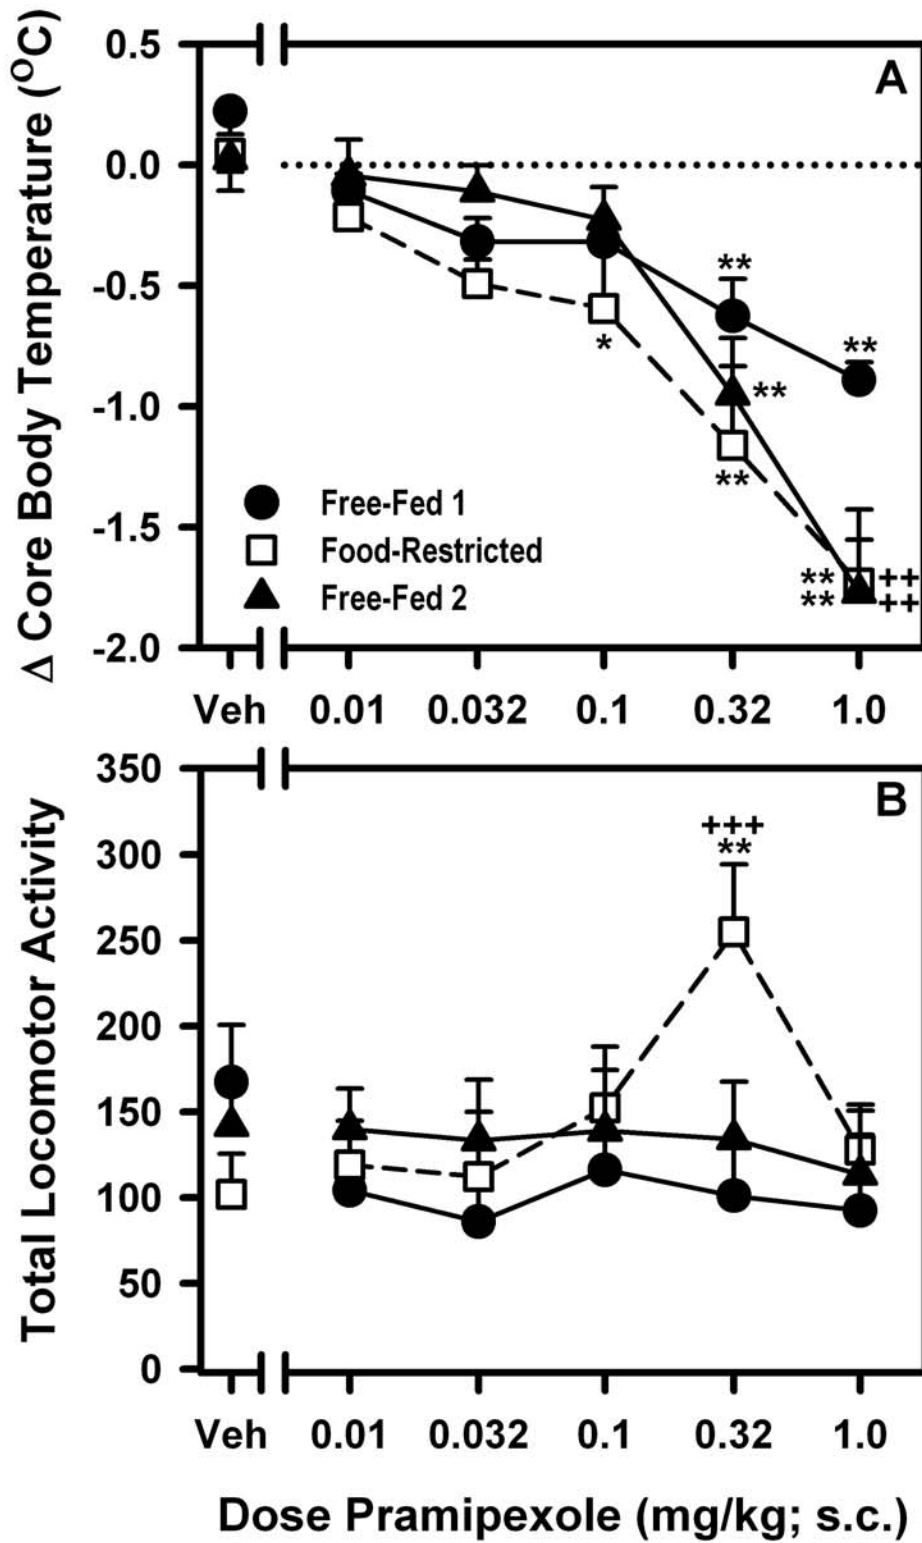 A
Δ Core Body Temperature (°C)
0.5
0.0
-0.5
-1.0
-1.5
-2.0
**
**
*
**
**
** ++
** ++
Free-Fed 1
Food-Restricted
Free-Fed 2
Veh 0.01 0.032 0.1 0.32 1.0
B
Total Locomotor Activity
350
300
250
200
150
100
50
0
+++
**
Veh 0.01 0.032 0.1 0.32 1.0
Dose Pramipexole (mg/kg; s.c.)